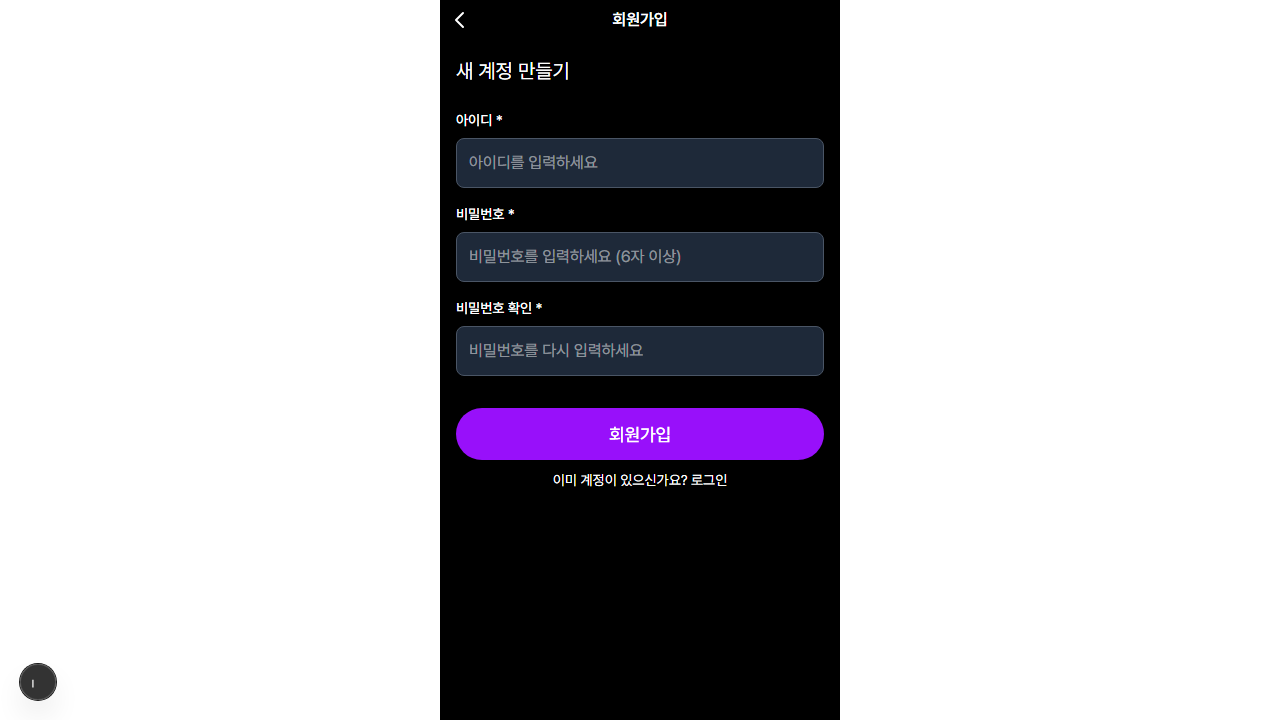 회원가입
새 계정 만들기
아이디 *
아이디를 입력하세요
비밀번호 *
비밀번호를 입력하세요 (6자 이상)
비밀번호 확인 *
비밀번호를 다시 입력하세요
회원가입
이미 계정이 있으신가요? 로그인